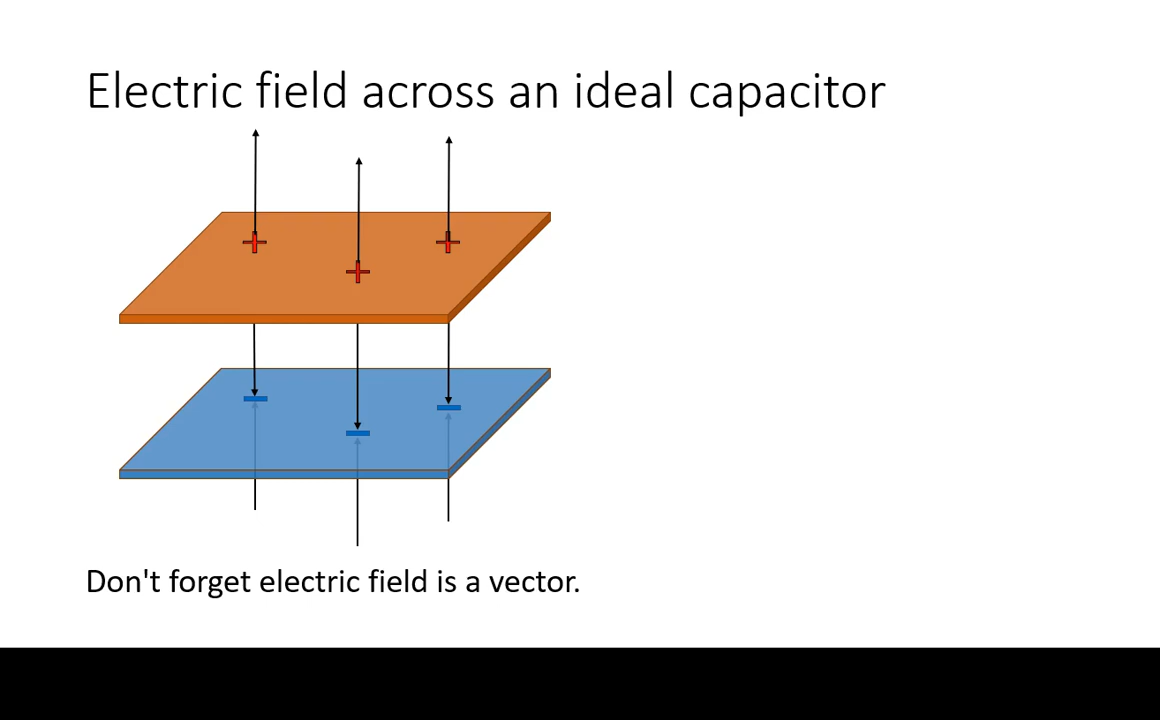 Electric field across an ideal capacitor
Don't forget electric field is a vector.